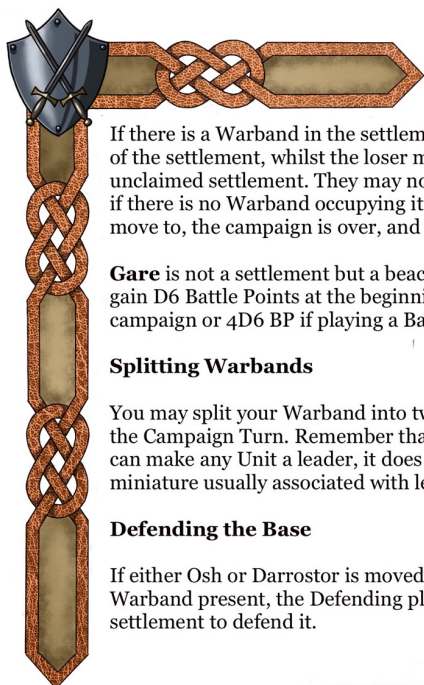 If there is a Warband in the settlem
of the settlement, whilst the loser m
unclaimed settlement. They may no
if there is no Warband occupying it
move to, the campaign is over, and
Gare is not a settlement but a beac
gain D6 Battle Points at the beginni
campaign or 4D6 BP if playing a Ba
Splitting Warbands
You may split your Warband into tw
the Campaign Turn. Remember tha
can make any Unit a leader, it does
miniature usually associated with le
Defending the Base
If either Osh or Darrostor is moved
Warband present, the Defending pl
settlement to defend it.